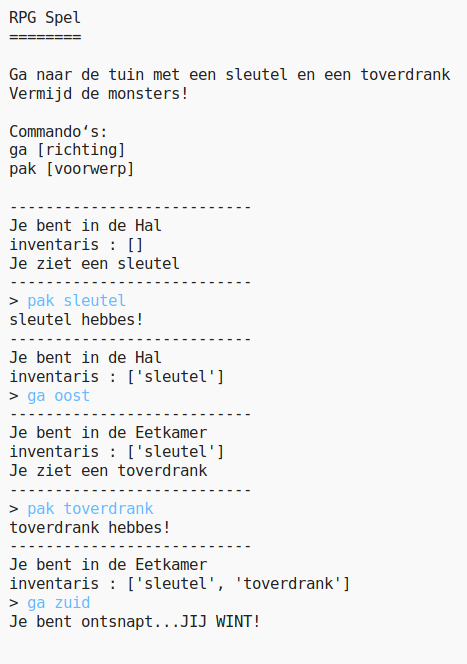 RPG Spel
========
Ga naar de tuin met een sleutel en een toverdrank
Vermijd de monsters!
Commando‘s:
ga [richting]
pak [voorwerp]
---------------------------
Je bent in de Hal
inventaris : []
Je ziet een sleutel
---------------------------
> pak sleutel
sleutel hebbes!
---------------------------
Je bent in de Hal
inventaris : ['sleutel']
> ga oost
---------------------------
Je bent in de Eetkamer
inventaris : ['sleutel']
Je ziet een toverdrank
---------------------------
> pak toverdrank
toverdrank hebbes!
---------------------------
Je bent in de Eetkamer
inventaris : ['sleutel', 'toverdrank']
> ga zuid
Je bent ontsnapt...JIJ WINT!